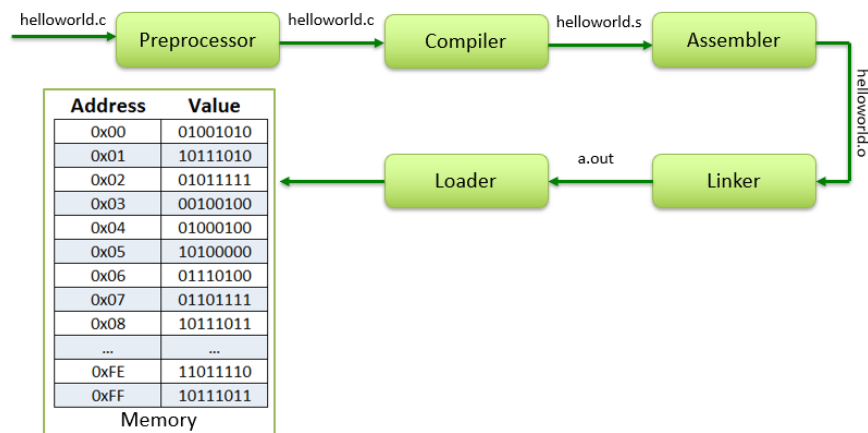 helloworld.c
Preprocessor
helloworld.c
Compiler
helloworld.s
Assembler
helloworld.o
Linker
a.out
Loader
Address Value
0x00 01001010
0x01 10111010
0x02 01011111
0x03 00100100
0x04 01000100
0x05 10100000
0x06 01110100
0x07 01101111
0x08 10111011
... ...
0xFE 11011110
0xFF 10111011
Memory